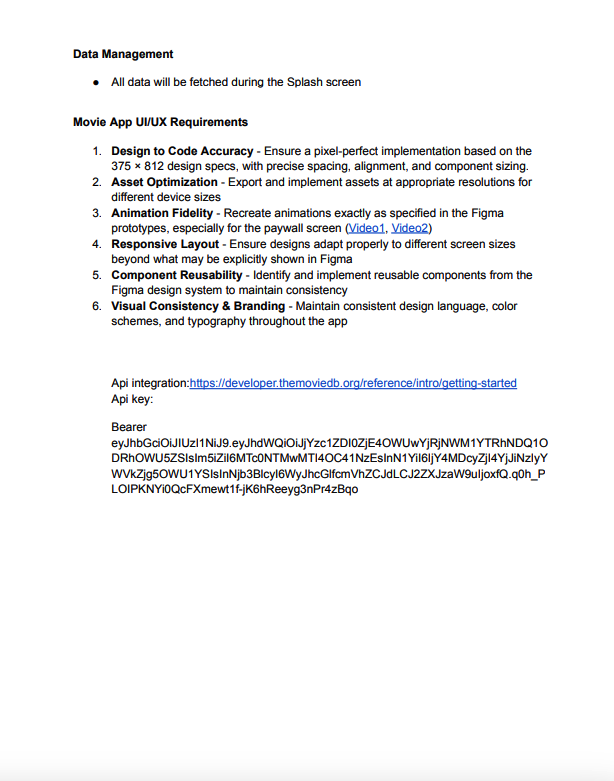 Data Management
● All data will be fetched during the Splash screen
Movie App UI/UX Requirements
1. Design to Code Accuracy - Ensure a pixel-perfect implementation based on the
375 × 812 design specs, with precise spacing, alignment, and component sizing.
2. Asset Optimization - Export and implement assets at appropriate resolutions for
different device sizes
3. Animation Fidelity - Recreate animations exactly as specified in the Figma
prototypes, especially for the paywall screen (Video1, Video2)
4. Responsive Layout - Ensure designs adapt properly to different screen sizes
beyond what may be explicitly shown in Figma
5. Component Reusability - Identify and implement reusable components from the
Figma design system to maintain consistency
6. Visual Consistency & Branding - Maintain consistent design language, color
schemes, and typography throughout the app
Api integration:https://developer.themoviedb.org/reference/intro/getting-started
Api key:
Bearer